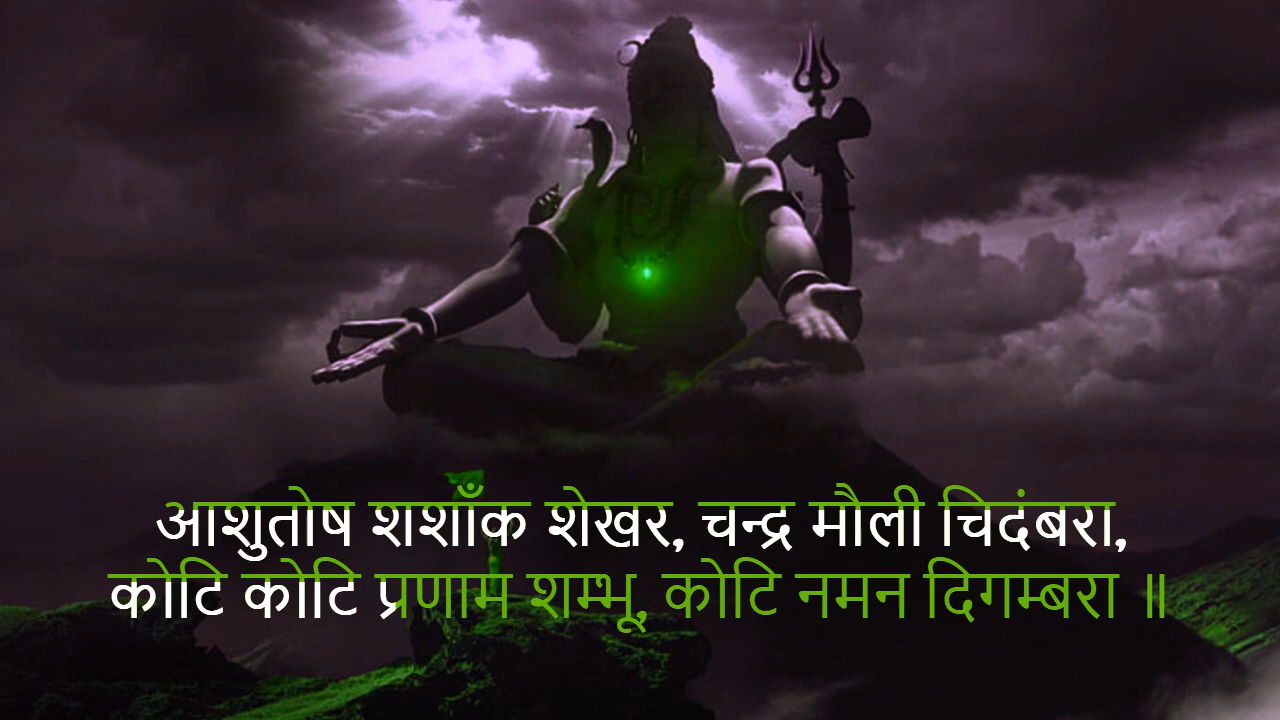 आशुतोष शशाँक शेखर, चन्द्र मौली चिदंबरा,
कोटि कोटि प्रणाम शम्भू, कोटि नमन दिगम्बरा ॥